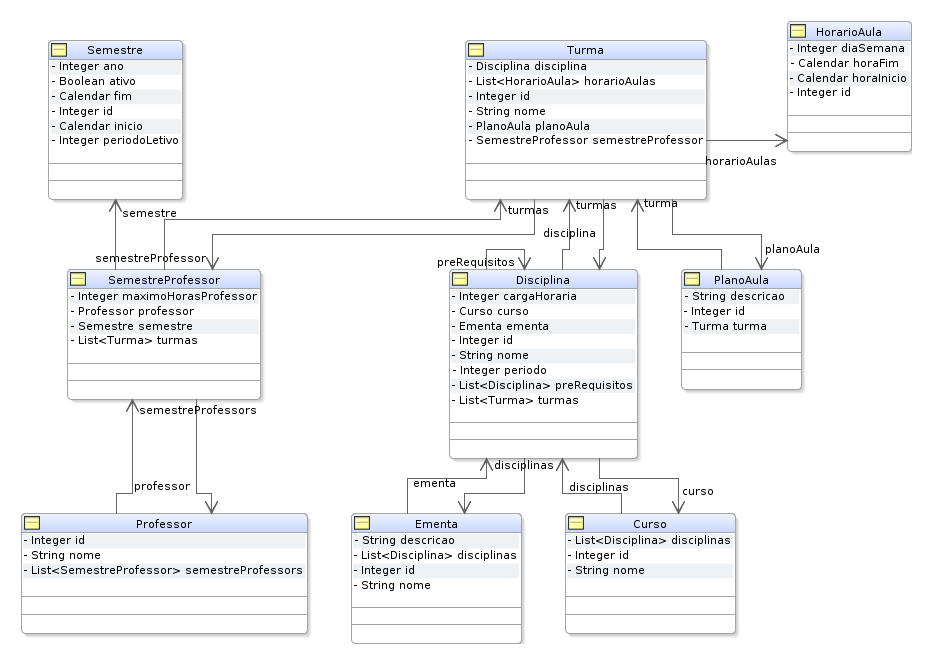 Semestre
- Integer ano
- Boolean ativo
- Calendar fim
- Integer id
- Calendar inicio
- Integer periodoLetivo
Turma
- Disciplina disciplina
- List<HorarioAula> horarioAulas
- Integer id
- String nome
- PlanoAula planoAula
- SemestreProfessor semestreProfessor
HorarioAula
- Integer diaSemana
- Calendar horaFim
- Calendar horaInicio
- Integer id
horarioAulas
semestre
turmas
turmas
turma
disciplina
planoAula
semestreProfessor
preRequisitos
SemestreProfessor
- Integer maximoHorasProfessor
- Professor professor
- Semestre semestre
- List<Turma> turmas
Disciplina
- Integer cargaHoraria
- Curso curso
- Ementa ementa
- Integer id
- String nome
- Integer periodo
- List<Disciplina> preRequisitos
- List<Turma> turmas
PlanoAula
- String descricao
- Integer id
- Turma turma
semestreProfessors
professor
disciplinas
ementa
disciplinas
curso
Professor
- Integer id
- String nome
- List<SemestreProfessor> semestreProfessors
Ementa
- String descricao
- List<Disciplina> disciplinas
- Integer id
- String nome
Curso
- List<Disciplina> disciplinas
- Integer id
- String nome